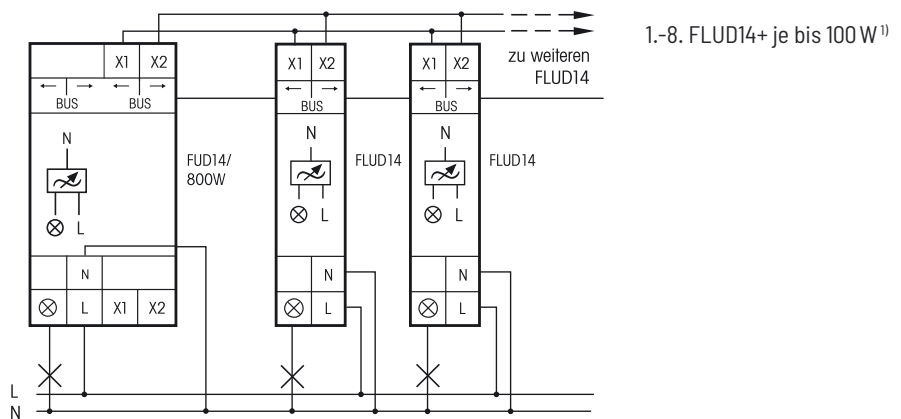 1.-8. FLUD14+ je bis 100 W 1)
X1 X2
X1 X2
X1 X2
zu weiteren
FLUD14
BUS
BUS
BUS
BUS
N
N
N
FUD14/
800W
FLUD14
FLUD14
L
L
L
N
N
N
L X1 X2
L
L
L
N